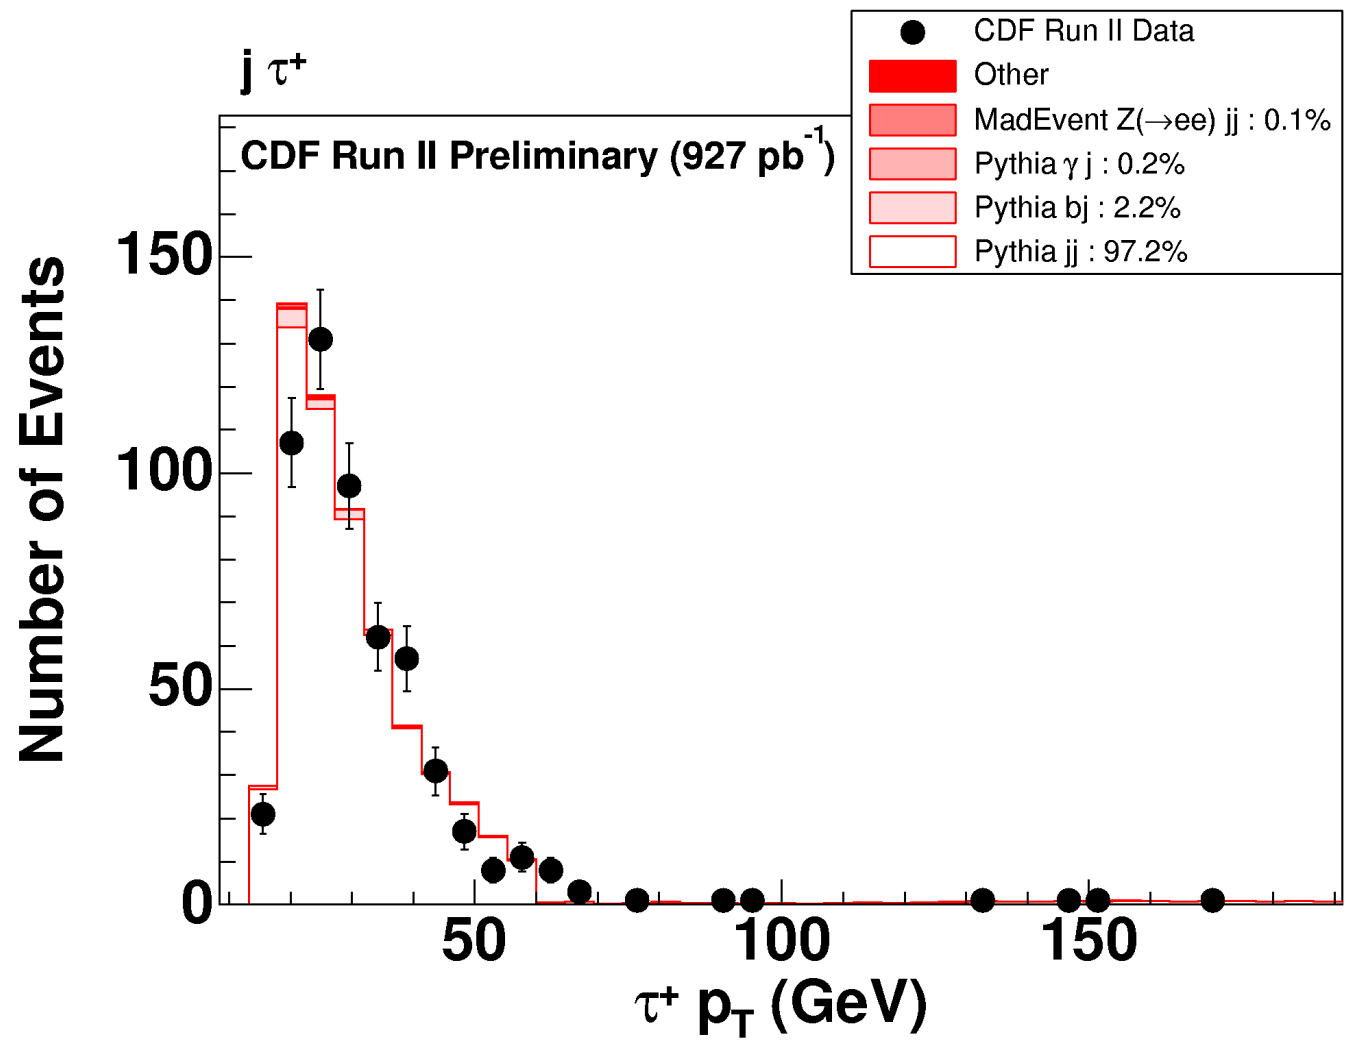 j τ⁺
CDF Run II Preliminary (927 pb⁻¹)
CDF Run II Data
Other
MadEvent Z(→ee) jj : 0.1%
Pythia γ j : 0.2%
Pythia bj : 2.2%
Pythia jj : 97.2%
Number of Events
150
100
50
0
50 100 150
τ⁺ p_T (GeV)